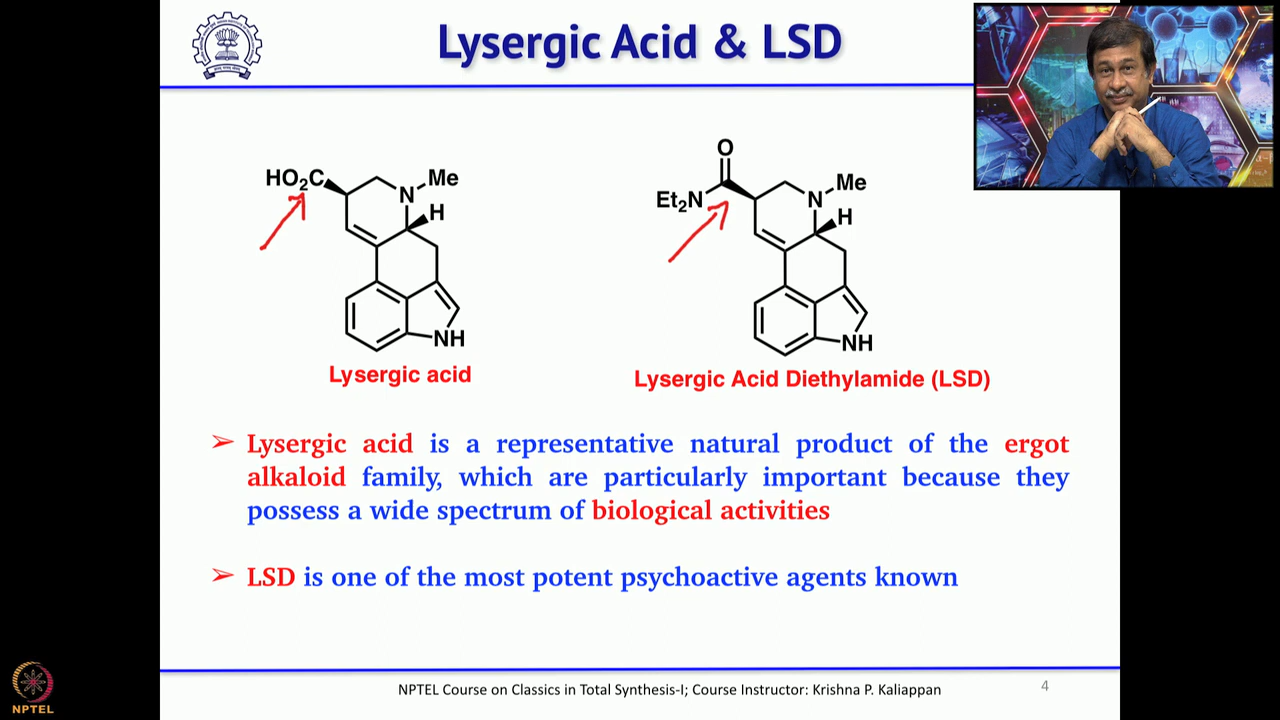 Lysergic Acid & LSD
HO2C
N
Me
H
NH
Lysergic acid
O
Et2N
N
Me
H
NH
Lysergic Acid Diethylamide (LSD)
➢ Lysergic acid is a representative natural product of the ergot
alkaloid family, which are particularly important because they
possess a wide spectrum of biological activities
➢ LSD is one of the most potent psychoactive agents known
NPTEL Course on Classics in Total Synthesis-I; Course Instructor: Krishna P. Kaliappan
4
NPTEL